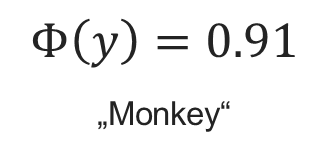 Φ(y) = 0.91
„Monkey“